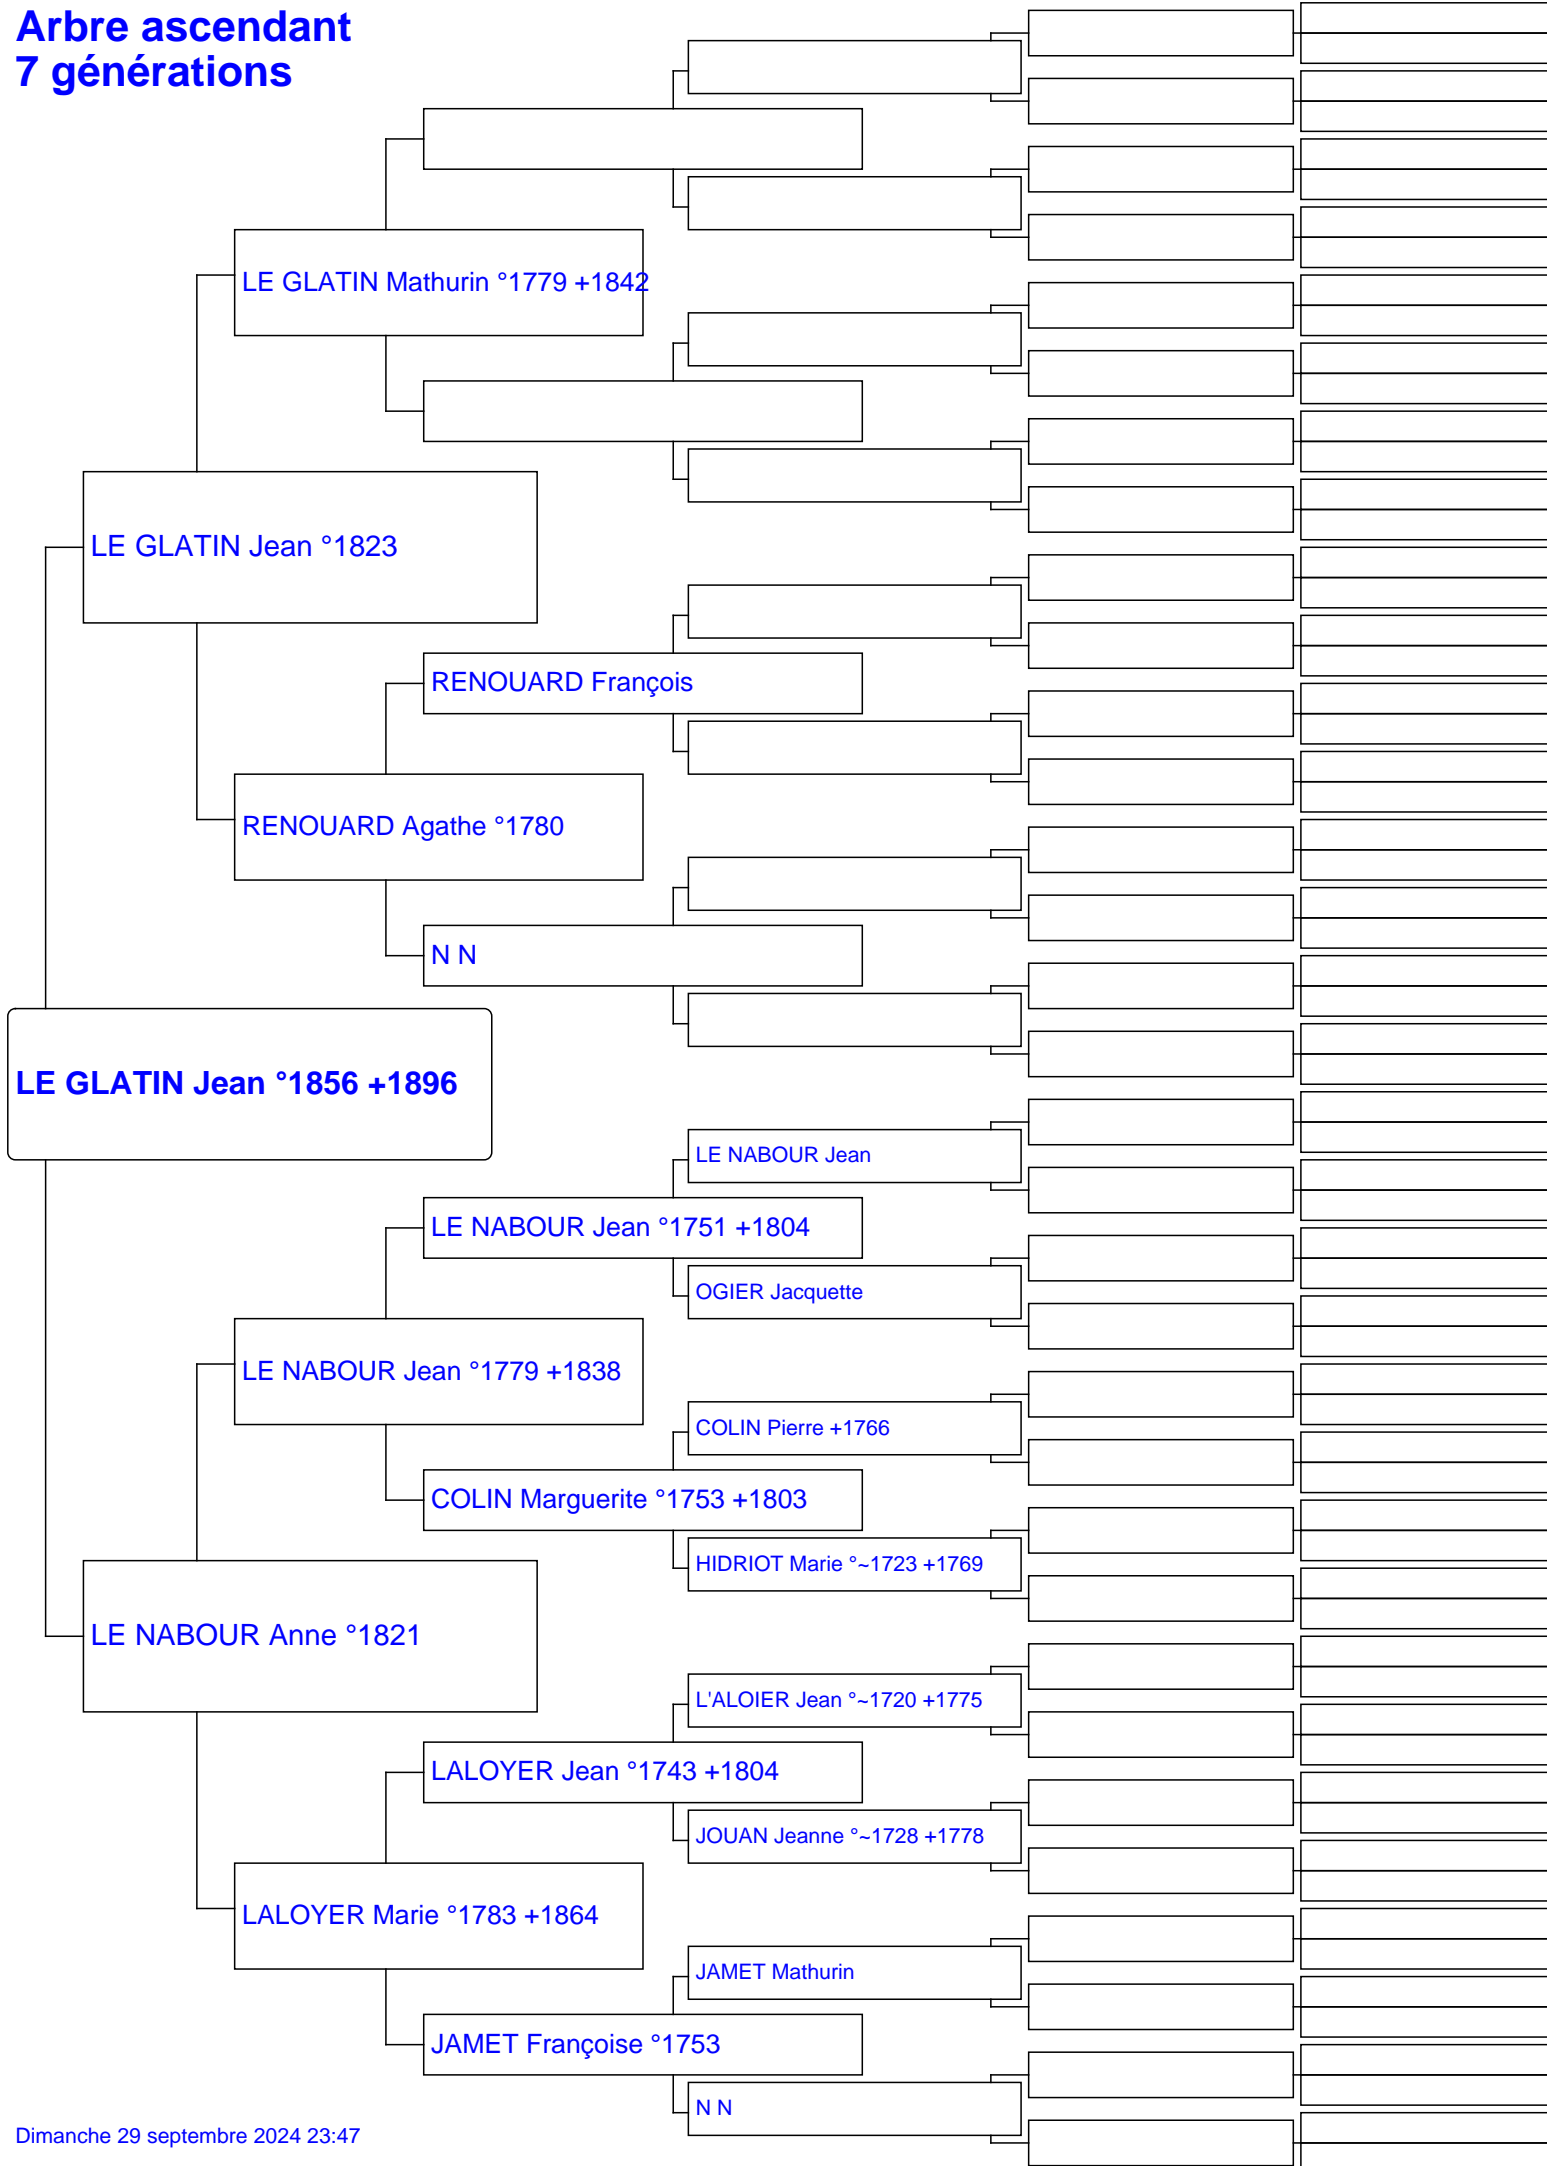 Arbre ascendant
7 générations
LE GLATIN Mathurin °1779 +1842
LE GLATIN Jean °1823
RENOUARD François
RENOUARD Agathe °1780
N N
LE GLATIN Jean °1856 +1896
LE NABOUR Jean
LE NABOUR Jean °1751 +1804
OGIER Jacquette
LE NABOUR Jean °1779 +1838
COLIN Pierre +1766
COLIN Marguerite °1753 +1803
HIDRIOT Marie °~1723 +1769
LE NABOUR Anne °1821
L'ALOIER Jean °~1720 +1775
LALOYER Jean °1743 +1804
JOUAN Jeanne °~1728 +1778
LALOYER Marie °1783 +1864
JAMET Mathurin
JAMET Françoise °1753
N N
Dimanche 29 septembre 2024 23:47